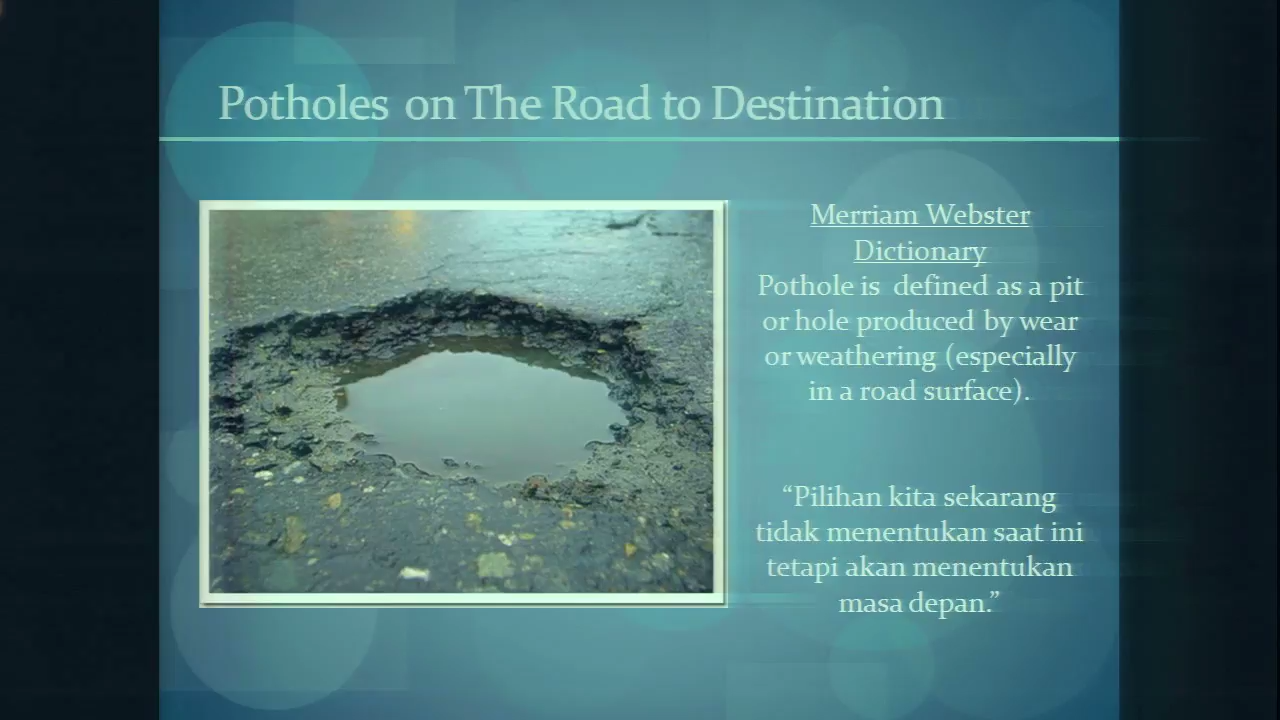 Potholes on The Road to Destination
Merriam Webster
Dictionary
Pothole is defined as a pit
or hole produced by wear
or weathering (especially
in a road surface).
“Pilihan kita sekarang
tidak menentukan saat ini
tetapi akan menentukan
masa depan.”